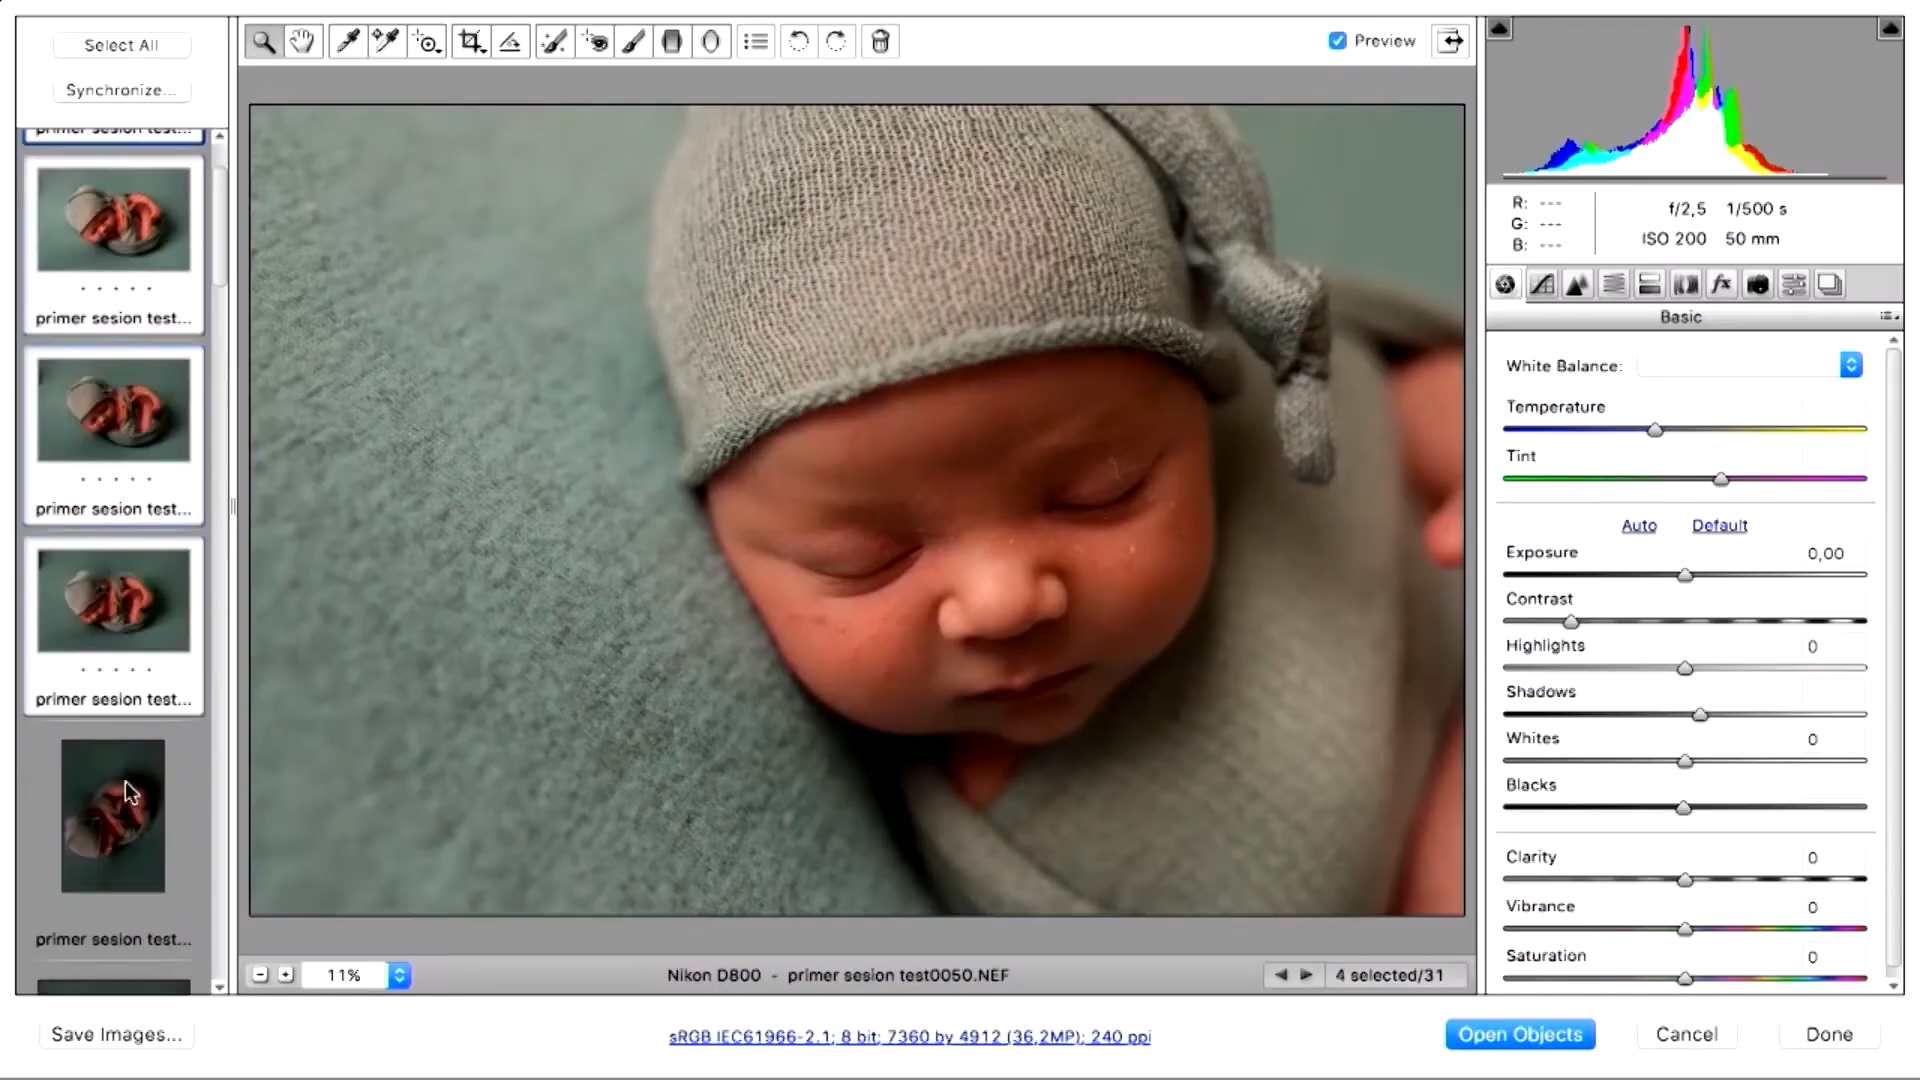 Select All
Synchronize...
primer sesion test...
primer sesion test...
primer sesion test...
primer sesion test...
primer sesion test...
Preview
11%
Nikon D800 - primer sesion test0050.NEF
4 selected/31
R: ---
G: ---
B: ---
f/2,5 1/500 s
ISO 200 50 mm
fx
Basic
White Balance:
Temperature
Tint
Auto Default
Exposure 0,00
Contrast
Highlights 0
Shadows
Whites 0
Blacks
Clarity 0
Vibrance 0
Saturation 0
Save Images...
sRGB IEC61966-2.1; 8 bit; 7360 by 4912 (36,2MP); 240 ppi
Open Objects
Cancel
Done